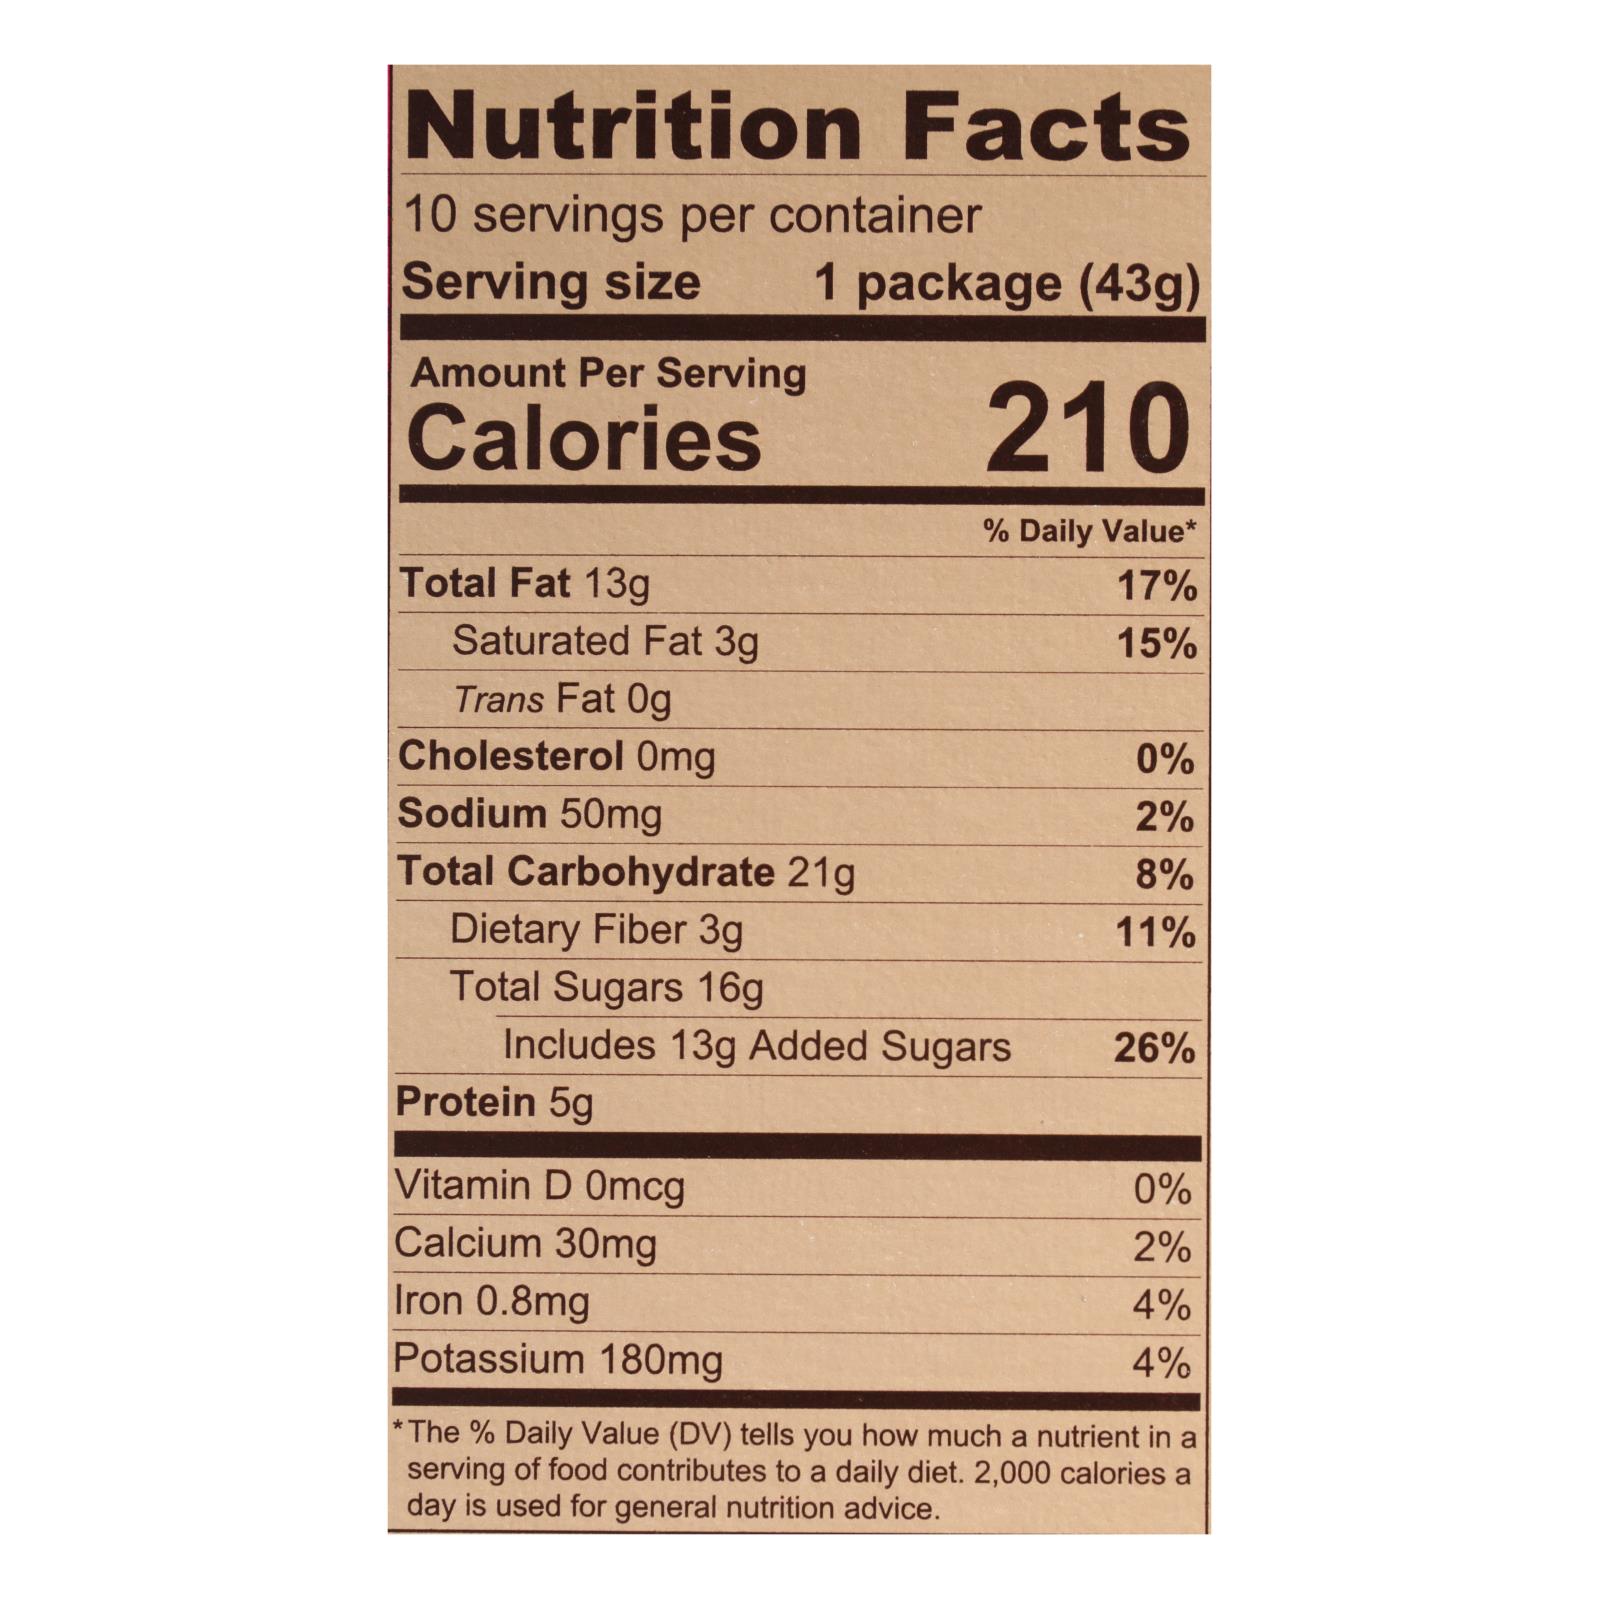 Nutrition Facts
10 servings per container
Serving size 1 package (43g)
Amount Per Serving
Calories 210
% Daily Value*
Total Fat 13g 17%
Saturated Fat 3g 15%
Trans Fat 0g
Cholesterol 0mg 0%
Sodium 50mg 2%
Total Carbohydrate 21g 8%
Dietary Fiber 3g 11%
Total Sugars 16g
Includes 13g Added Sugars 26%
Protein 5g
Vitamin D 0mcg 0%
Calcium 30mg 2%
Iron 0.8mg 4%
Potassium 180mg 4%
*The % Daily Value (DV) tells you how much a nutrient in a
serving of food contributes to a daily diet. 2,000 calories a
day is used for general nutrition advice.